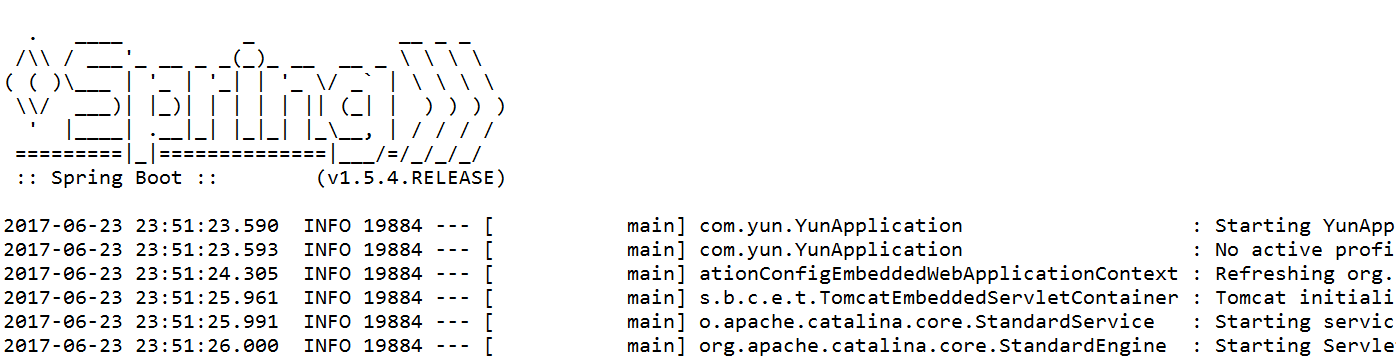 .   ____          _            __ _ _
 /\\ / ___'_ __ _ _(_)_ __  __ _ \ \ \ \
( ( )\___ | '_ | '_| | '_ \/ _` | \ \ \ \
 \\/  ___)| |_)| | | | | || (_| |  ) ) ) )
  '  |____| .__|_| |_|_| |_\__, | / / / /
 =========|_|==============|___/=/_/_/_/
 :: Spring Boot ::        (v1.5.4.RELEASE)
2017-06-23 23:51:23.590  INFO 19884 --- [           main] com.yun.YunApplication                   : Starting YunApp
2017-06-23 23:51:23.593  INFO 19884 --- [           main] com.yun.YunApplication                   : No active profi
2017-06-23 23:51:24.305  INFO 19884 --- [           main] ationConfigEmbeddedWebApplicationContext : Refreshing org.
2017-06-23 23:51:25.961  INFO 19884 --- [           main] s.b.c.e.t.TomcatEmbeddedServletContainer : Tomcat initiali
2017-06-23 23:51:25.991  INFO 19884 --- [           main] o.apache.catalina.core.StandardService   : Starting servic
2017-06-23 23:51:26.000  INFO 19884 --- [           main] org.apache.catalina.core.StandardEngine  : Starting Servle